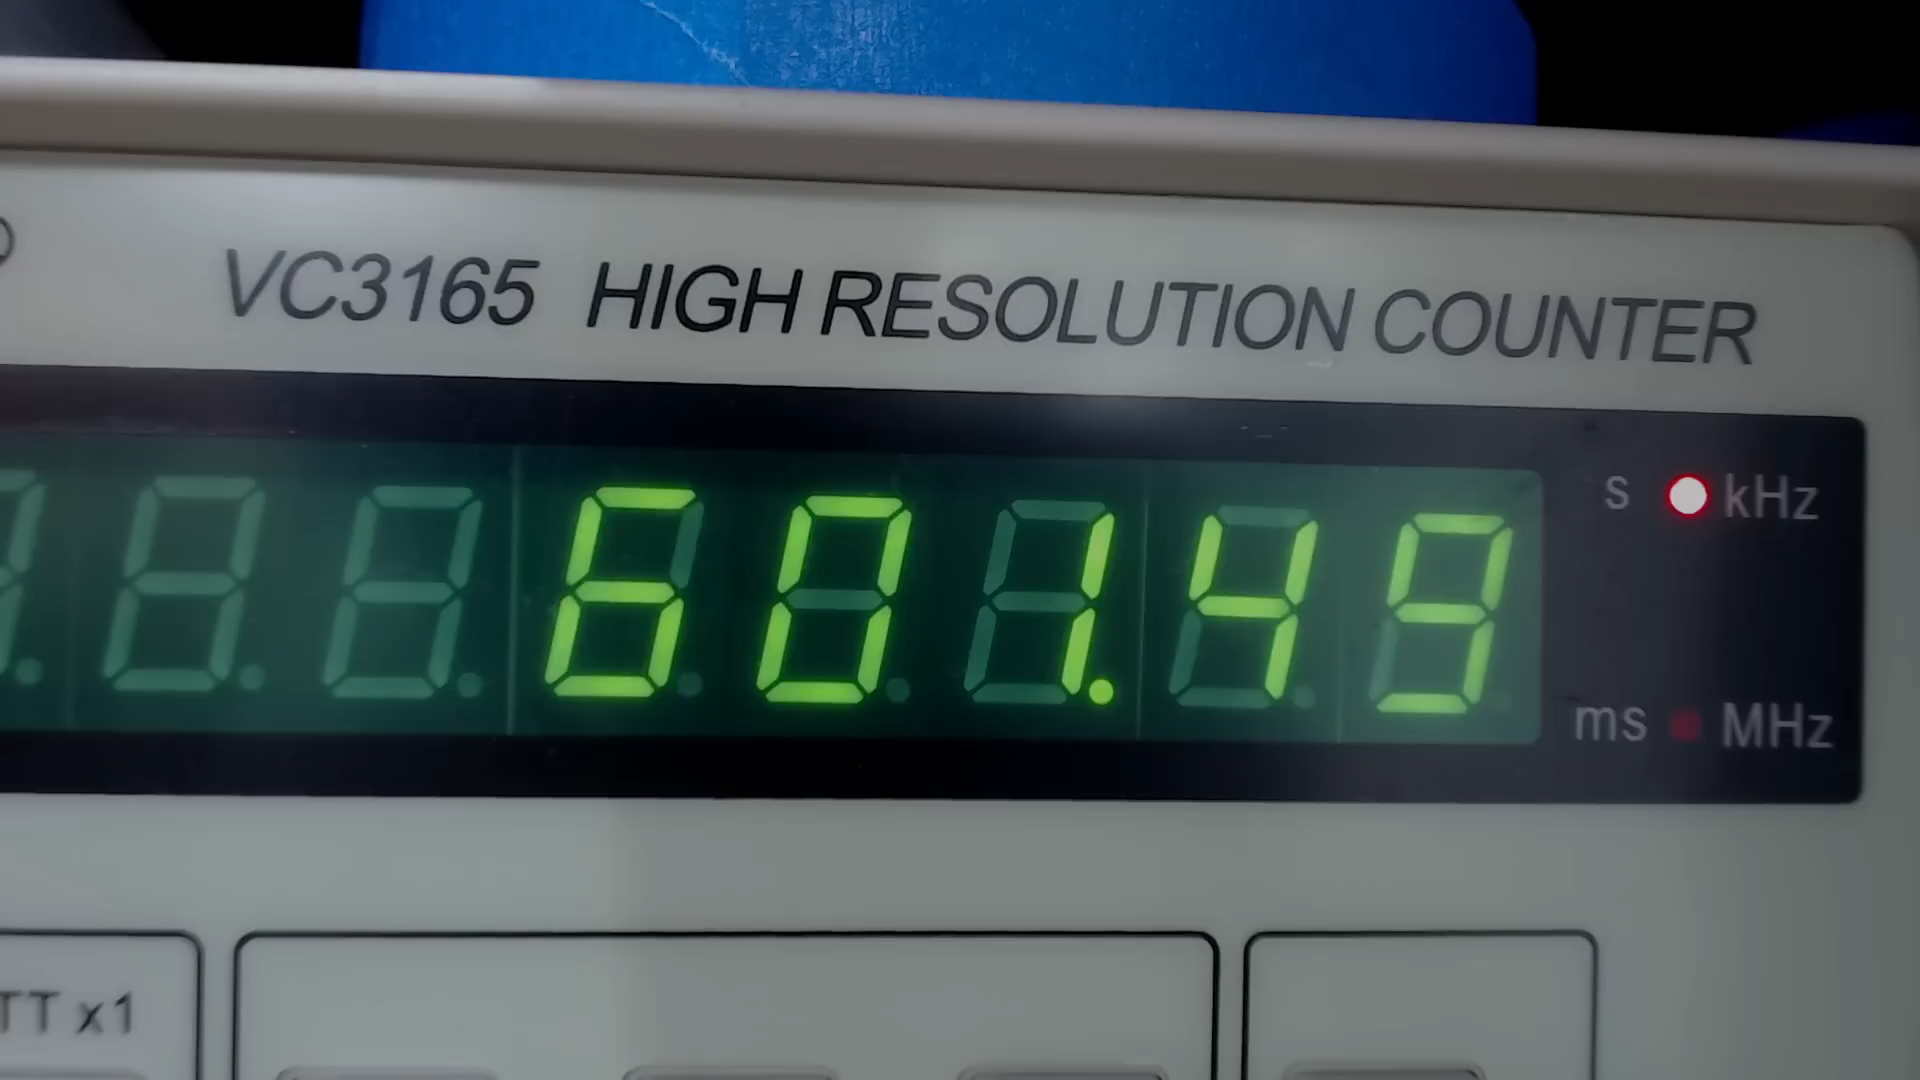 VC3165 HIGH RESOLUTION COUNTER
601.49
s kHz
ms MHz
TT x1